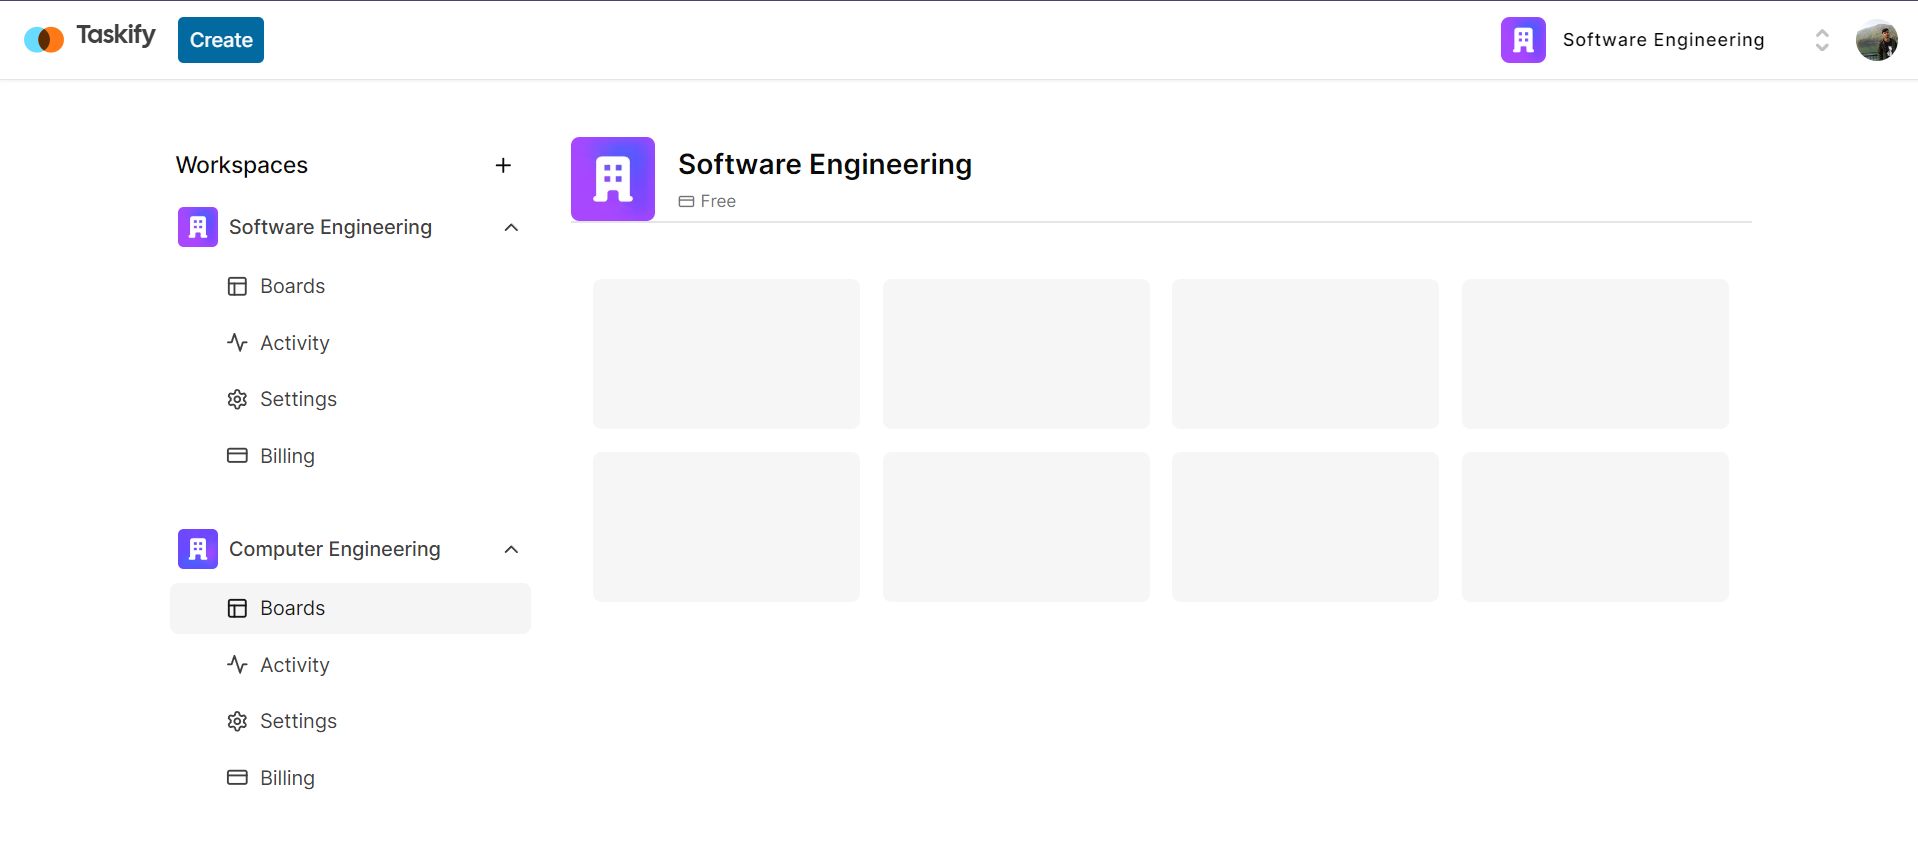 Taskify
Create
Software Engineering
Workspaces
Software Engineering
Boards
Activity
Settings
Billing
Computer Engineering
Boards
Activity
Settings
Billing
Software Engineering
Free